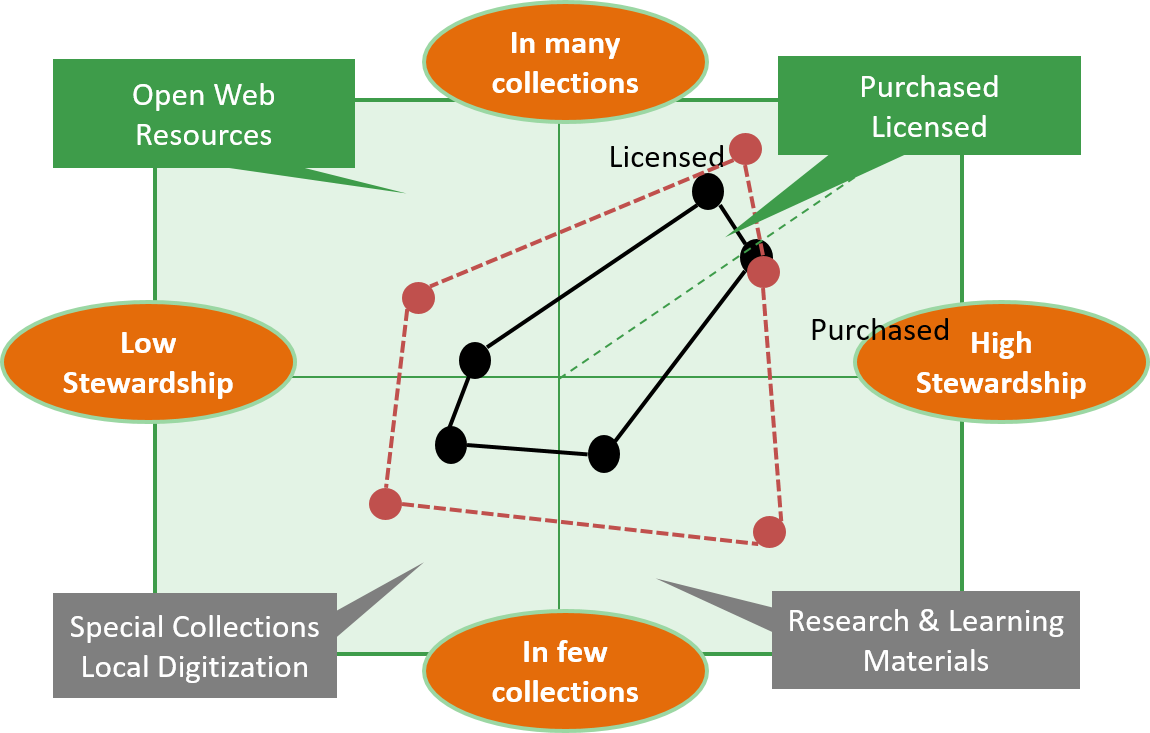 In many
collections
Open Web
Resources
Purchased
Licensed
Licensed
Low
Stewardship
Purchased
High
Stewardship
Special Collections
Local Digitization
In few
collections
Research & Learning
Materials